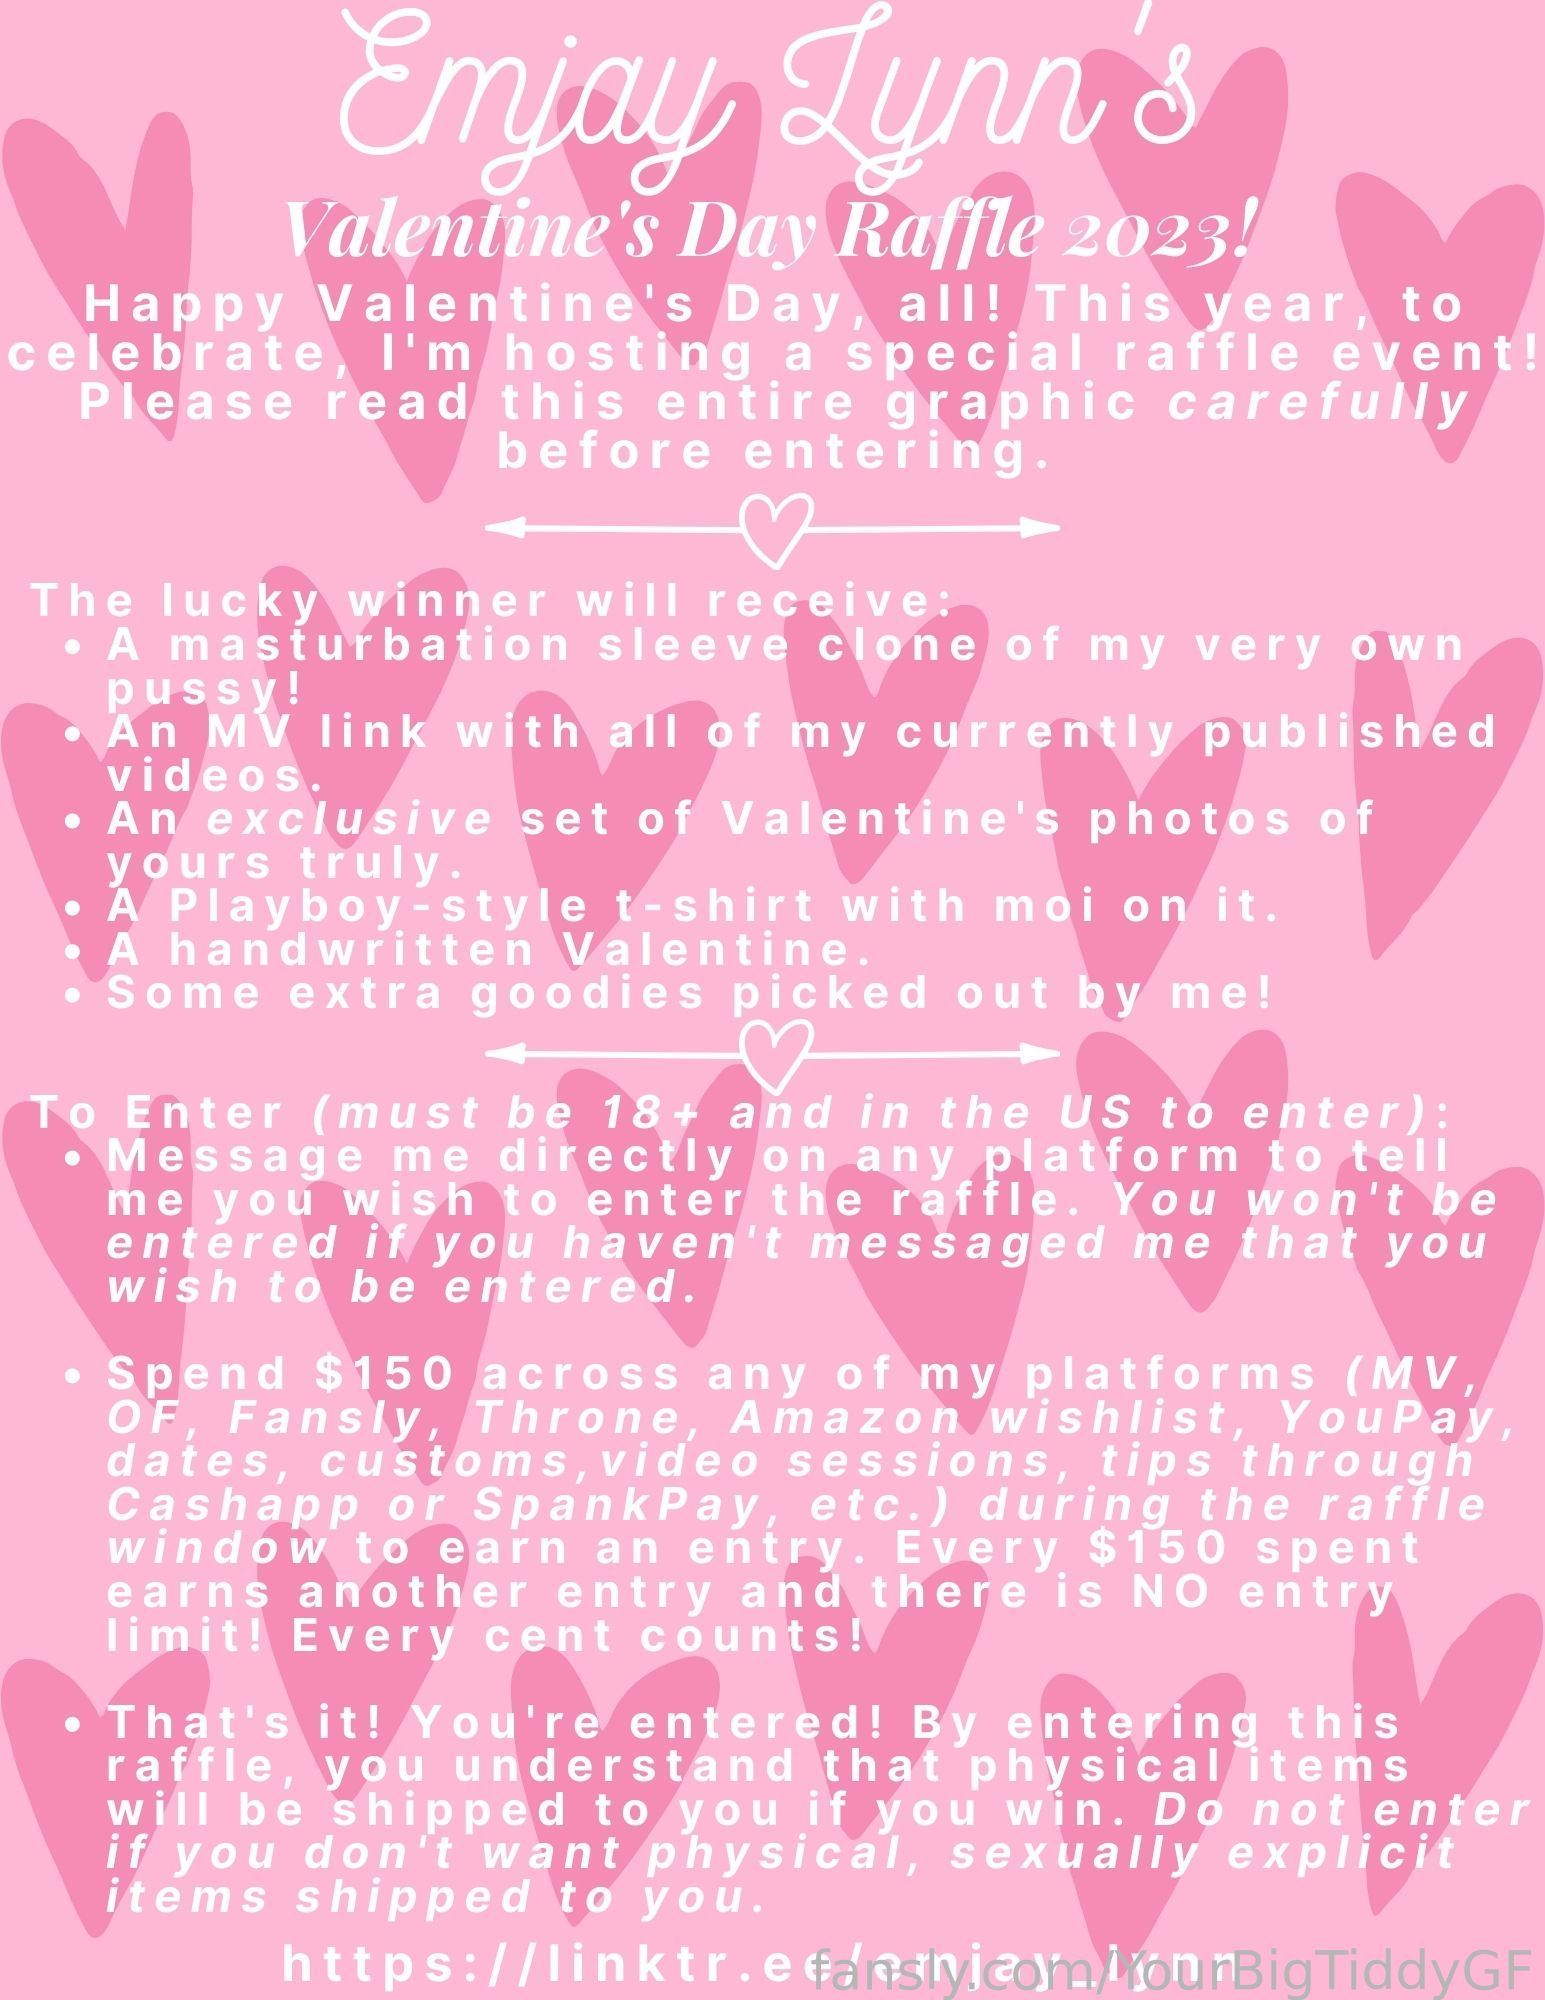 Emjay Lynn's
Valentine's Day Raffle 2023!
Happy Valentine's Day, all! This year, to
celebrate, I'm hosting a special raffle event!
Please read this entire graphic carefully
before entering.
The lucky winner will receive:
• A masturbation sleeve clone of my very own
pussy!
• An MV link with all of my currently published
videos.
• An exclusive set of Valentine's photos of
yours truly.
• A Playboy-style t-shirt with moi on it.
• A handwritten Valentine.
• Some extra goodies picked out by me!
To Enter (must be 18+ and in the US to enter):
• Message me directly on any platform to tell
me you wish to enter the raffle. You won't be
entered if you haven't messaged me that you
wish to be entered.
• Spend $150 across any of my platforms (MV,
OF, Fansly, Throne, Amazon wishlist, YouPay,
dates, customs,video sessions, tips through
Cashapp or SpankPay, etc.) during the raffle
window to earn an entry. Every $150 spent
earns another entry and there is NO entry
limit! Every cent counts!
• That's it! You're entered! By entering this
raffle, you understand that physical items
will be shipped to you if you win. Do not enter
if you don't want physical, sexually explicit
items shipped to you.
https://linktr.ee/emjay_lynn
fansly.com/YourBigTiddyGF